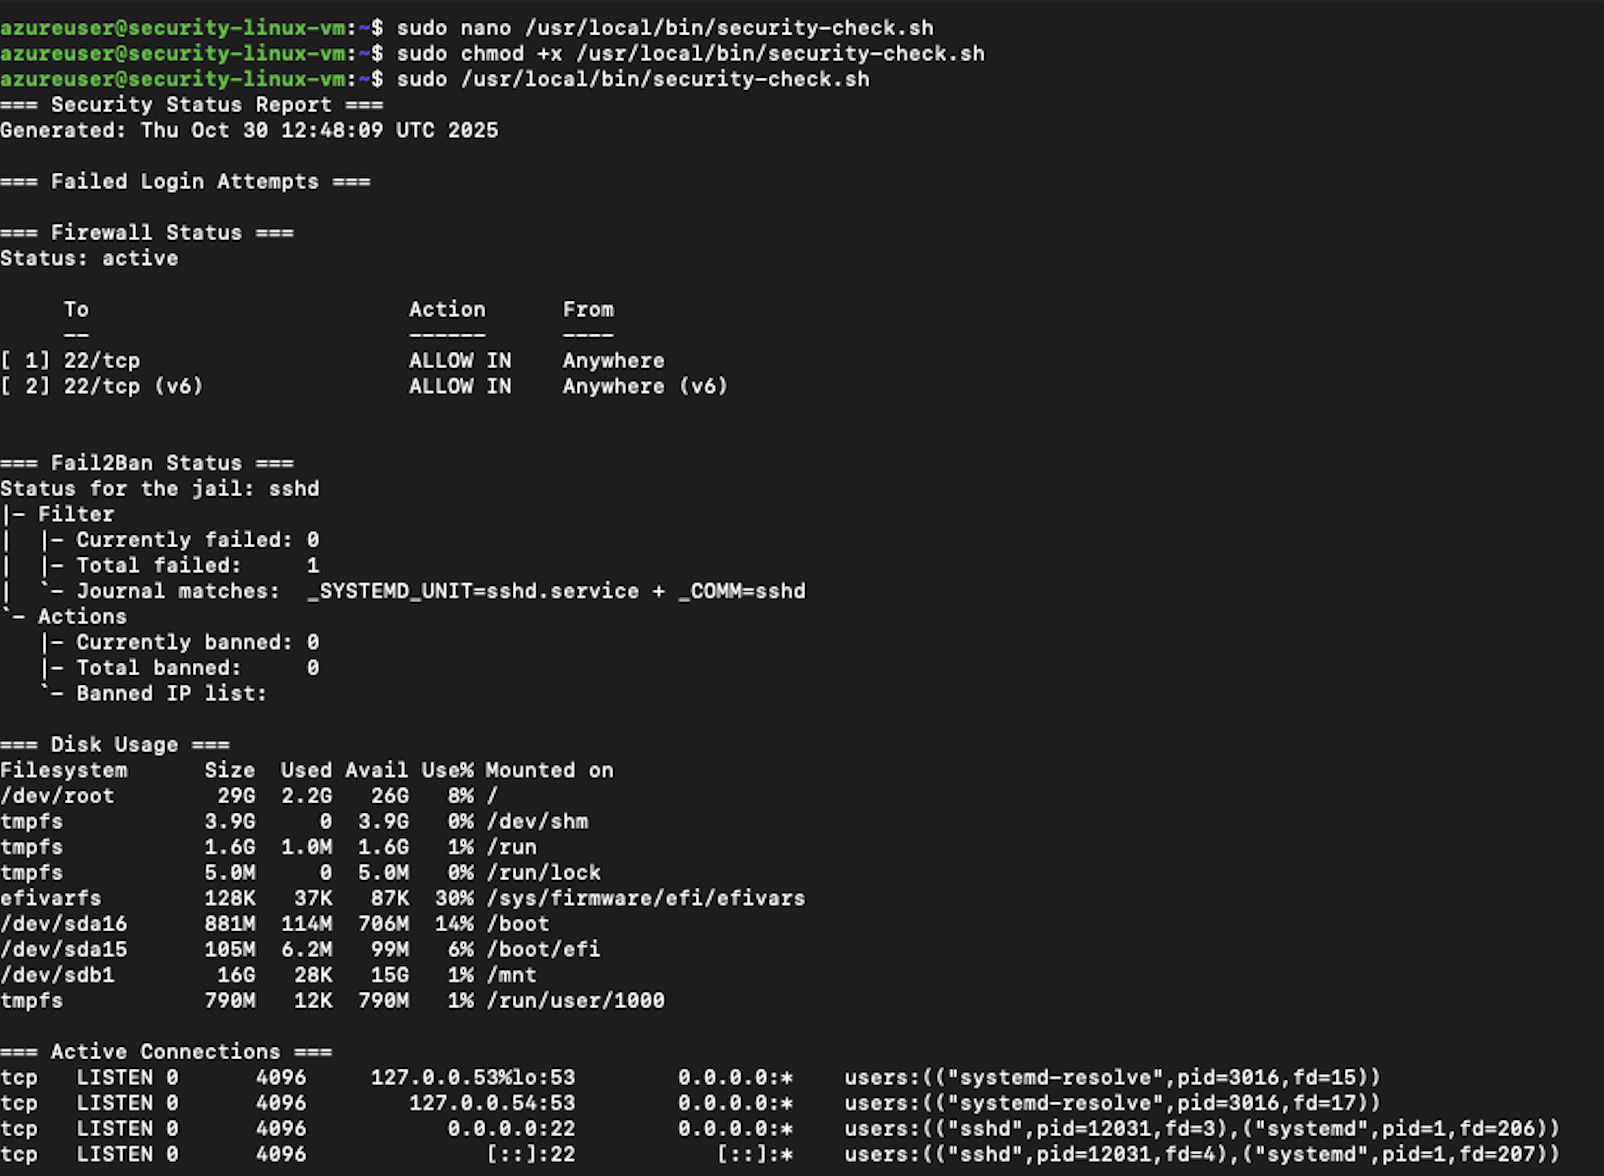 azureuser@security-linux-vm:~$ sudo nano /usr/local/bin/security-check.sh
azureuser@security-linux-vm:~$ sudo chmod +x /usr/local/bin/security-check.sh
azureuser@security-linux-vm:~$ sudo /usr/local/bin/security-check.sh
=== Security Status Report ===
Generated: Thu Oct 30 12:48:09 UTC 2025

=== Failed Login Attempts ===

=== Firewall Status ===
Status: active

     To                         Action      From
     --                         ------      ----
[ 1] 22/tcp                     ALLOW IN    Anywhere
[ 2] 22/tcp (v6)                ALLOW IN    Anywhere (v6)


=== Fail2Ban Status ===
Status for the jail: sshd
|- Filter
|  |- Currently failed: 0
|  |- Total failed:     1
|  `- Journal matches:  _SYSTEMD_UNIT=sshd.service + _COMM=sshd
`- Actions
   |- Currently banned: 0
   |- Total banned:     0
   `- Banned IP list:

=== Disk Usage ===
Filesystem      Size  Used Avail Use% Mounted on
/dev/root        29G  2.2G   26G   8% /
tmpfs           3.9G     0  3.9G   0% /dev/shm
tmpfs           1.6G  1.0M  1.6G   1% /run
tmpfs           5.0M     0  5.0M   0% /run/lock
efivarfs        128K   37K   87K  30% /sys/firmware/efi/efivars
/dev/sda16      881M  114M  706M  14% /boot
/dev/sda15      105M  6.2M   99M   6% /boot/efi
/dev/sdb1        16G   28K   15G   1% /mnt
tmpfs           790M   12K  790M   1% /run/user/1000

=== Active Connections ===
tcp   LISTEN 0      4096     127.0.0.53%lo:53        0.0.0.0:*    users:(("systemd-resolve",pid=3016,fd=15))
tcp   LISTEN 0      4096        127.0.0.54:53        0.0.0.0:*    users:(("systemd-resolve",pid=3016,fd=17))
tcp   LISTEN 0      4096           0.0.0.0:22        0.0.0.0:*    users:(("sshd",pid=12031,fd=3),("systemd",pid=1,fd=206))
tcp   LISTEN 0      4096              [::]:22           [::]:*    users:(("sshd",pid=12031,fd=4),("systemd",pid=1,fd=207))